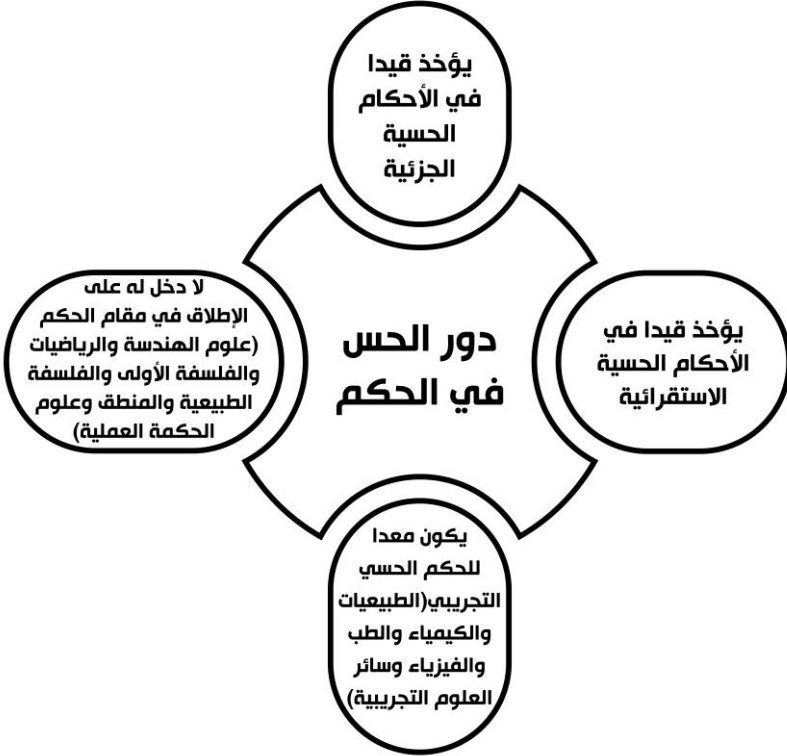 يؤخذ قيدا
في الأحكام
الحسية
الجزئية
دور الحس
في الحكم
يؤخذ قيدا في
الأحكام الحسية
الاستقرائية
لا دخل له على
الإطلاق في مقام الحكم
(علوم الهندسة والرياضيات
والفلسفة الأولى والفلسفة
الطبيعية والمنطق وعلوم
الحكمة العملية)
يكون معدا
للحكم الحسي
التجريبي(الطبيعيات
والكيمياء والطب
والفيزياء وسائر
العلوم التجريبية)